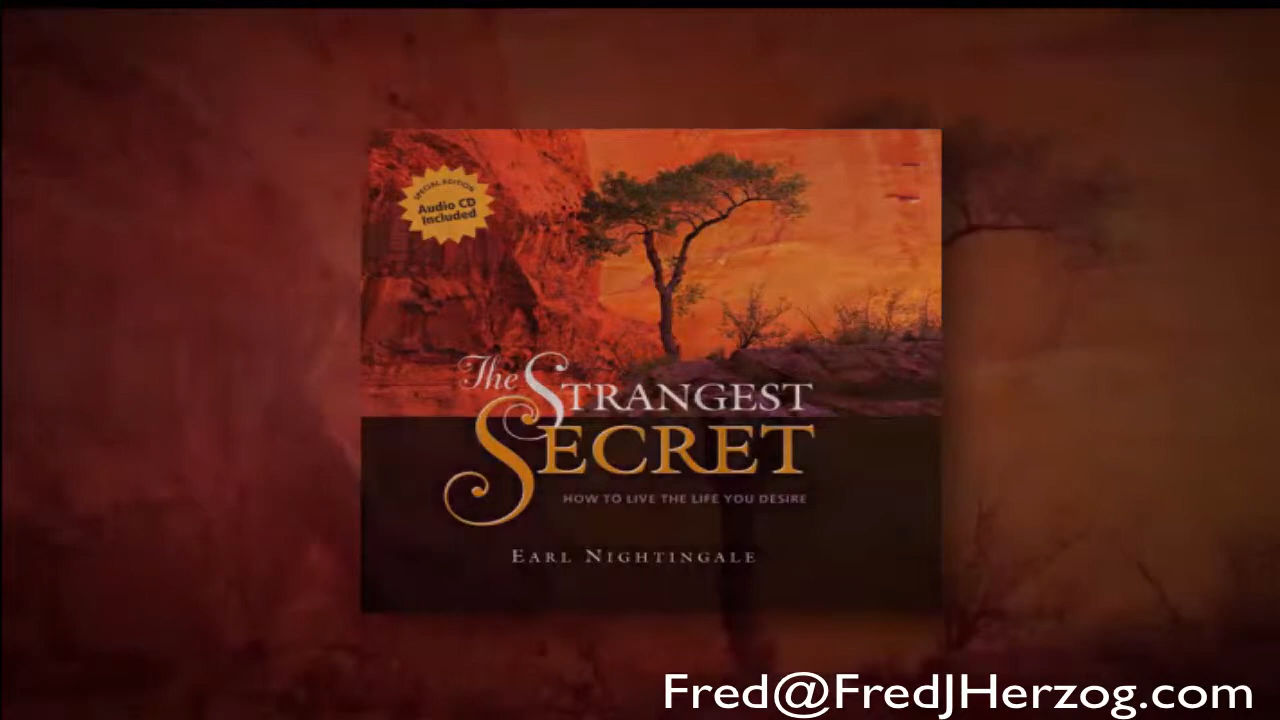 SPECIAL EDITION
Audio CD
Included
The STRANGEST
SECRET
HOW TO LIVE THE LIFE YOU DESIRE
EARL NIGHTINGALE
Fred@FredJHerzog.com